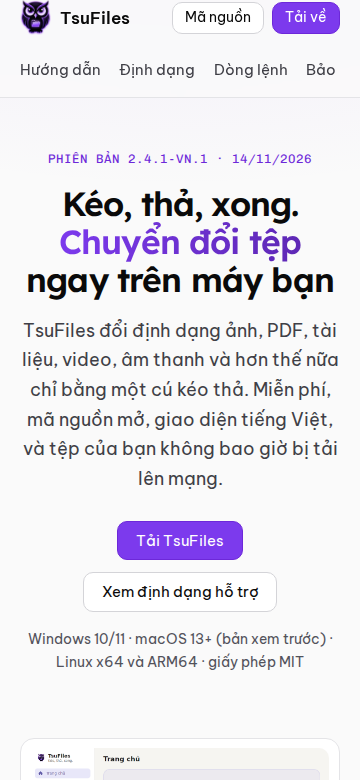 TsuFiles
Mã nguồn
Tải về
Hướng dẫn
Định dạng
Dòng lệnh
Bảo
PHIÊN BẢN 2.4.1-VN.1 · 14/11/2026
Kéo, thả, xong.
Chuyển đổi tệp
ngay trên máy bạn
TsuFiles đổi định dạng ảnh, PDF, tài
liệu, video, âm thanh và hơn thế nữa
chỉ bằng một cú kéo thả. Miễn phí,
mã nguồn mở, giao diện tiếng Việt,
và tệp của bạn không bao giờ bị tải
lên mạng.
Tải TsuFiles
Xem định dạng hỗ trợ
Windows 10/11 · macOS 13+ (bản xem trước) ·
Linux x64 và ARM64 · giấy phép MIT
TsuFiles
Trang chủ
Trang chủ